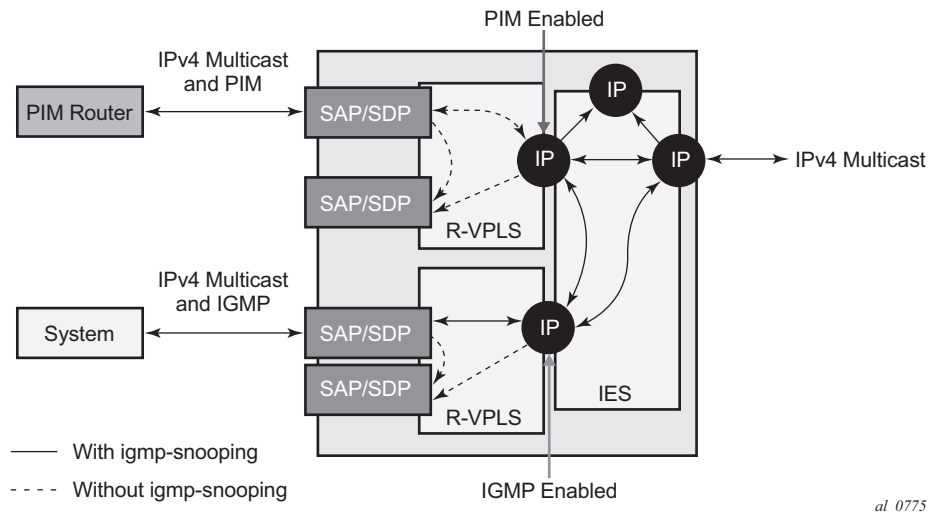 PIM Enabled
IPv4 Multicast
and PIM
IP
PIM Router
SAP/SDP
IP
IP
IPv4 Multicast
SAP/SDP
R-VPLS
IPv4 Multicast
and IGMP
System
SAP/SDP
IP
SAP/SDP
IES
R-VPLS
With igmp-snooping
Without igmp-snooping
IGMP Enabled
al_0775